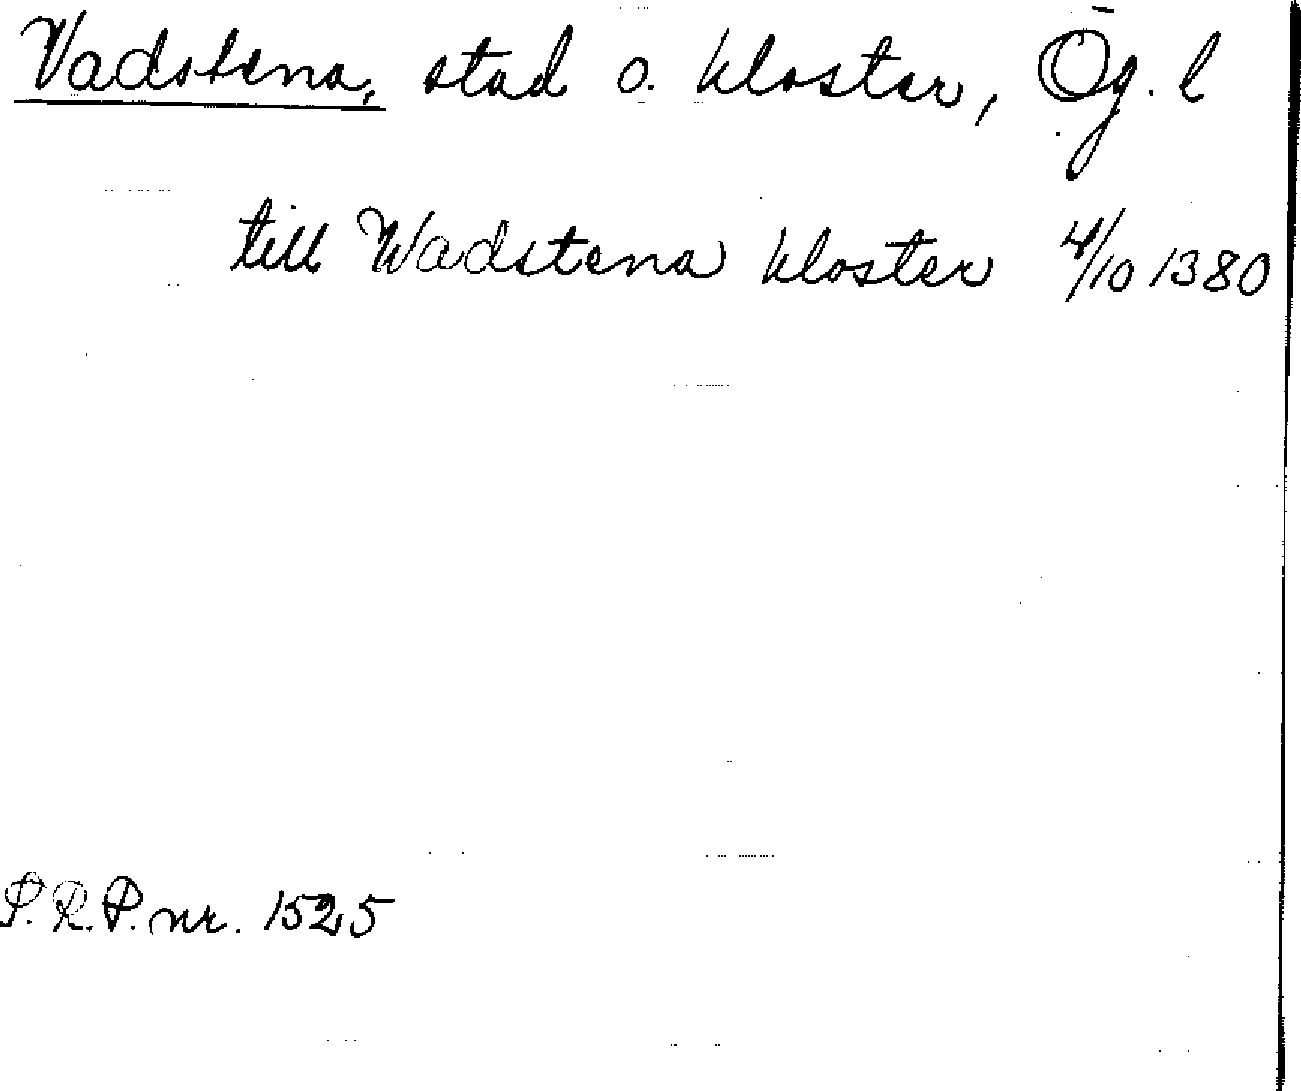 Vadstena, stad o. kloster, Ög. l
till Wadstena kloster 4/10 1380
S.R.P. nr. 1525